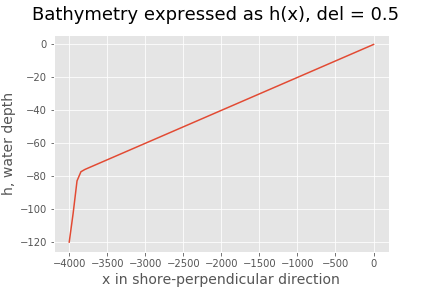 Bathymetry expressed as h(x), del = 0.5
h, water depth
0
−20
−40
−60
−80
−100
−120
−4000 −3500 −3000 −2500 −2000 −1500 −1000 −500 0
x in shore-perpendicular direction